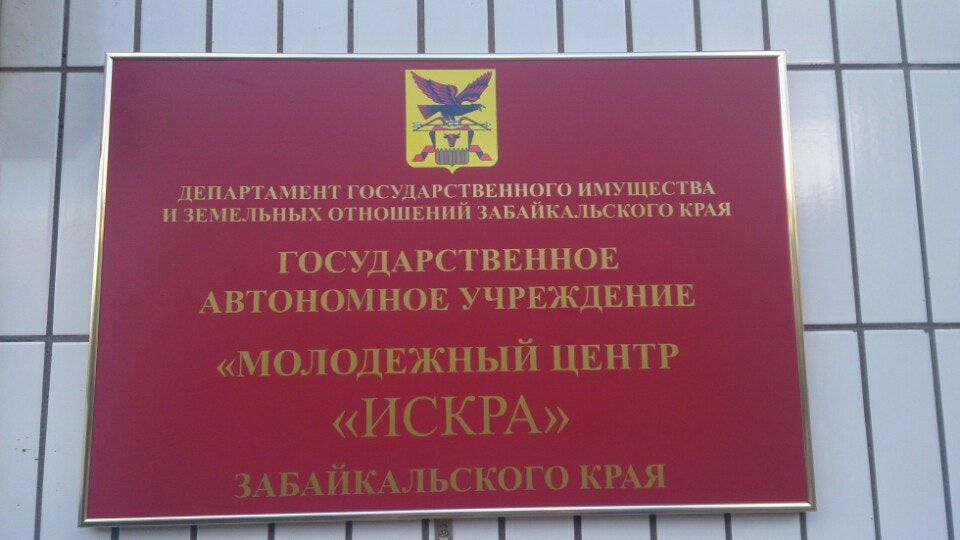 ДЕПАРТАМЕНТ ГОСУДАРСТВЕННОГО ИМУЩЕСТВА
И ЗЕМЕЛЬНЫХ ОТНОШЕНИЙ ЗАБАЙКАЛЬСКОГО КРАЯ
ГОСУДАРСТВЕННОЕ
АВТОНОМНОЕ УЧРЕЖДЕНИЕ
«МОЛОДЕЖНЫЙ ЦЕНТР
«ИСКРА»
ЗАБАЙКАЛЬСКОГО КРАЯ